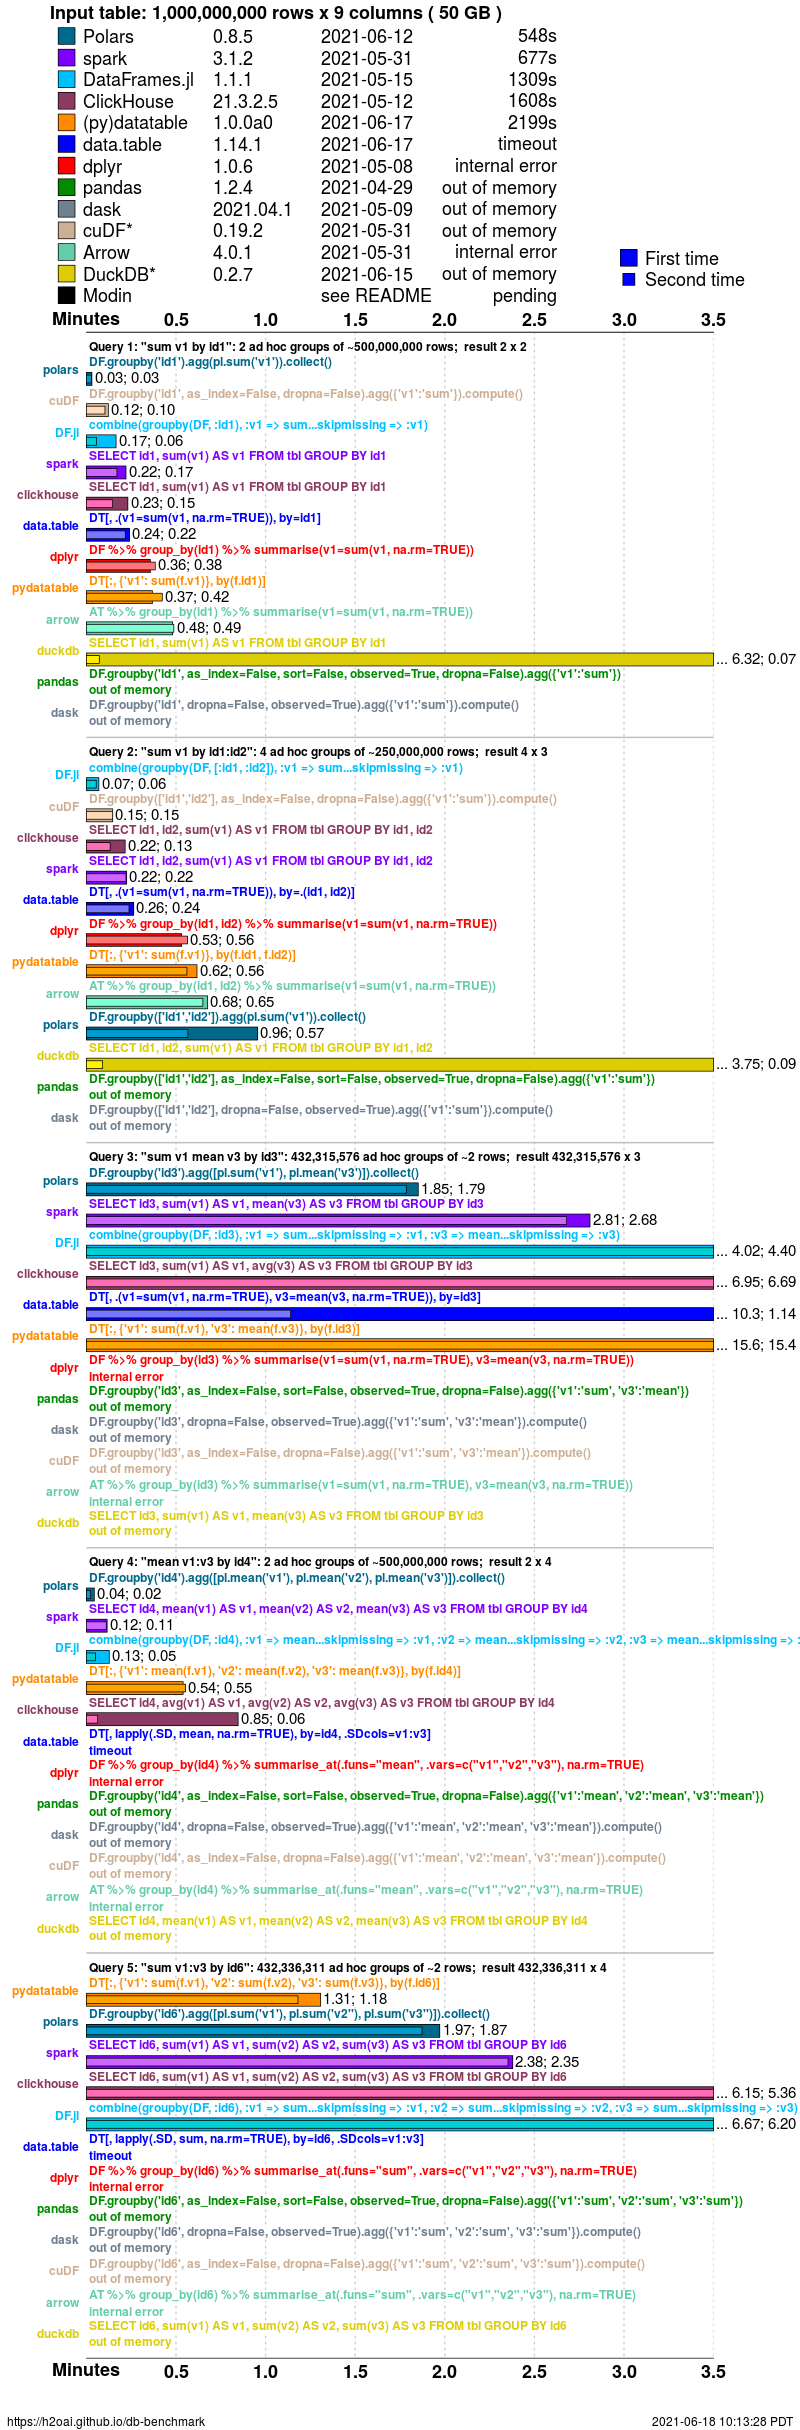 Input table: 1,000,000,000 rows x 9 columns ( 50 GB )
Polars 0.8.5 2021-06-12 548s
spark 3.1.2 2021-05-31 677s
DataFrames.jl 1.1.1 2021-05-15 1309s
ClickHouse 21.3.2.5 2021-05-12 1608s
(py)datatable 1.0.0a0 2021-06-17 2199s
data.table 1.14.1 2021-06-17 timeout
dplyr 1.0.6 2021-05-08 internal error
pandas 1.2.4 2021-04-29 out of memory
dask 2021.04.1 2021-05-09 out of memory
cuDF* 0.19.2 2021-05-31 out of memory
Arrow 4.0.1 2021-05-31 internal error
DuckDB* 0.2.7 2021-06-15 out of memory
Modin see README pending
First time
Second time
Minutes 0.5 1.0 1.5 2.0 2.5 3.0 3.5
Query 1: "sum v1 by id1": 2 ad hoc groups of ~500,000,000 rows; result 2 x 2
polars DF.groupby('id1').agg(pl.sum('v1')).collect()
0.03; 0.03
cuDF DF.groupby('id1', as_index=False, dropna=False).agg({'v1':'sum'}).compute()
0.12; 0.10
DF.jl combine(groupby(DF, :id1), :v1 => sum...skipmissing => :v1)
0.17; 0.06
spark SELECT id1, sum(v1) AS v1 FROM tbl GROUP BY id1
0.22; 0.17
clickhouse SELECT id1, sum(v1) AS v1 FROM tbl GROUP BY id1
0.23; 0.15
data.table DT[, .(v1=sum(v1, na.rm=TRUE)), by=id1]
0.24; 0.22
dplyr DF %>% group_by(id1) %>% summarise(v1=sum(v1, na.rm=TRUE))
0.36; 0.38
pydatatable DT[:, {'v1': sum(f.v1)}, by(f.id1)]
0.37; 0.42
arrow AT %>% group_by(id1) %>% summarise(v1=sum(v1, na.rm=TRUE))
0.48; 0.49
duckdb SELECT id1, sum(v1) AS v1 FROM tbl GROUP BY id1
... 6.32; 0.07
pandas DF.groupby('id1', as_index=False, sort=False, observed=True, dropna=False).agg({'v1':'sum'})
out of memory
dask DF.groupby('id1', dropna=False, observed=True).agg({'v1':'sum'}).compute()
out of memory
Query 2: "sum v1 by id1:id2": 4 ad hoc groups of ~250,000,000 rows; result 4 x 3
DF.jl combine(groupby(DF, [:id1, :id2]), :v1 => sum...skipmissing => :v1)
0.07; 0.06
cuDF DF.groupby(['id1','id2'], as_index=False, dropna=False).agg({'v1':'sum'}).compute()
0.15; 0.15
clickhouse SELECT id1, id2, sum(v1) AS v1 FROM tbl GROUP BY id1, id2
0.22; 0.13
spark SELECT id1, id2, sum(v1) AS v1 FROM tbl GROUP BY id1, id2
0.22; 0.22
data.table DT[, .(v1=sum(v1, na.rm=TRUE)), by=.(id1, id2)]
0.26; 0.24
dplyr DF %>% group_by(id1, id2) %>% summarise(v1=sum(v1, na.rm=TRUE))
0.53; 0.56
pydatatable DT[:, {'v1': sum(f.v1)}, by(f.id1, f.id2)]
0.62; 0.56
arrow AT %>% group_by(id1, id2) %>% summarise(v1=sum(v1, na.rm=TRUE))
0.68; 0.65
polars DF.groupby(['id1','id2']).agg(pl.sum('v1')).collect()
0.96; 0.57
duckdb SELECT id1, id2, sum(v1) AS v1 FROM tbl GROUP BY id1, id2
... 3.75; 0.09
pandas DF.groupby(['id1','id2'], as_index=False, sort=False, observed=True, dropna=False).agg({'v1':'sum'})
out of memory
dask DF.groupby(['id1','id2'], dropna=False, observed=True).agg({'v1':'sum'}).compute()
out of memory
Query 3: "sum v1 mean v3 by id3": 432,315,576 ad hoc groups of ~2 rows; result 432,315,576 x 3
polars DF.groupby('id3').agg([pl.sum('v1'), pl.mean('v3')]).collect()
1.85; 1.79
spark SELECT id3, sum(v1) AS v1, mean(v3) AS v3 FROM tbl GROUP BY id3
2.81; 2.68
DF.jl combine(groupby(DF, :id3), :v1 => sum...skipmissing => :v1, :v3 => mean...skipmissing => :v3)
... 4.02; 4.40
clickhouse SELECT id3, sum(v1) AS v1, avg(v3) AS v3 FROM tbl GROUP BY id3
... 6.95; 6.69
data.table DT[, .(v1=sum(v1, na.rm=TRUE), v3=mean(v3, na.rm=TRUE)), by=id3]
... 10.3; 1.14
pydatatable DT[:, {'v1': sum(f.v1), 'v3': mean(f.v3)}, by(f.id3)]
... 15.6; 15.4
dplyr DF %>% group_by(id3) %>% summarise(v1=sum(v1, na.rm=TRUE), v3=mean(v3, na.rm=TRUE))
internal error
pandas DF.groupby('id3', as_index=False, sort=False, observed=True, dropna=False).agg({'v1':'sum', 'v3':'mean'})
out of memory
dask DF.groupby('id3', dropna=False, observed=True).agg({'v1':'sum', 'v3':'mean'}).compute()
out of memory
cuDF DF.groupby('id3', as_index=False, dropna=False).agg({'v1':'sum', 'v3':'mean'}).compute()
out of memory
arrow AT %>% group_by(id3) %>% summarise(v1=sum(v1, na.rm=TRUE), v3=mean(v3, na.rm=TRUE))
internal error
duckdb SELECT id3, sum(v1) AS v1, mean(v3) AS v3 FROM tbl GROUP BY id3
out of memory
Query 4: "mean v1:v3 by id4": 2 ad hoc groups of ~500,000,000 rows; result 2 x 4
polars DF.groupby('id4').agg([pl.mean('v1'), pl.mean('v2'), pl.mean('v3')]).collect()
0.04; 0.02
spark SELECT id4, mean(v1) AS v1, mean(v2) AS v2, mean(v3) AS v3 FROM tbl GROUP BY id4
0.12; 0.11
DF.jl combine(groupby(DF, :id4), :v1 => mean...skipmissing => :v1, :v2 => mean...skipmissing => :v2, :v3 => mean...skipmissing => :
0.13; 0.05
pydatatable DT[:, {'v1': mean(f.v1), 'v2': mean(f.v2), 'v3': mean(f.v3)}, by(f.id4)]
0.54; 0.55
clickhouse SELECT id4, avg(v1) AS v1, avg(v2) AS v2, avg(v3) AS v3 FROM tbl GROUP BY id4
0.85; 0.06
data.table DT[, lapply(.SD, mean, na.rm=TRUE), by=id4, .SDcols=v1:v3]
timeout
dplyr DF %>% group_by(id4) %>% summarise_at(.funs="mean", .vars=c("v1","v2","v3"), na.rm=TRUE)
internal error
pandas DF.groupby('id4', as_index=False, sort=False, observed=True, dropna=False).agg({'v1':'mean', 'v2':'mean', 'v3':'mean'})
out of memory
dask DF.groupby('id4', dropna=False, observed=True).agg({'v1':'mean', 'v2':'mean', 'v3':'mean'}).compute()
out of memory
cuDF DF.groupby('id4', as_index=False, dropna=False).agg({'v1':'mean', 'v2':'mean', 'v3':'mean'}).compute()
out of memory
arrow AT %>% group_by(id4) %>% summarise_at(.funs="mean", .vars=c("v1","v2","v3"), na.rm=TRUE)
internal error
duckdb SELECT id4, mean(v1) AS v1, mean(v2) AS v2, mean(v3) AS v3 FROM tbl GROUP BY id4
out of memory
Query 5: "sum v1:v3 by id6": 432,336,311 ad hoc groups of ~2 rows; result 432,336,311 x 4
pydatatable DT[:, {'v1': sum(f.v1), 'v2': sum(f.v2), 'v3': sum(f.v3)}, by(f.id6)]
1.31; 1.18
polars DF.groupby('id6').agg([pl.sum('v1'), pl.sum('v2"), pl.sum('v3")]).collect()
1.97; 1.87
spark SELECT id6, sum(v1) AS v1, sum(v2) AS v2, sum(v3) AS v3 FROM tbl GROUP BY id6
2.38; 2.35
clickhouse SELECT id6, sum(v1) AS v1, sum(v2) AS v2, sum(v3) AS v3 FROM tbl GROUP BY id6
... 6.15; 5.36
DF.jl combine(groupby(DF, :id6), :v1 => sum...skipmissing => :v1, :v2 => sum...skipmissing => :v2, :v3 => sum...skipmissing => :v3)
... 6.67; 6.20
data.table DT[, lapply(.SD, sum, na.rm=TRUE), by=id6, .SDcols=v1:v3]
timeout
dplyr DF %>% group_by(id6) %>% summarise_at(.funs="sum", .vars=c("v1","v2","v3"), na.rm=TRUE)
internal error
pandas DF.groupby('id6', as_index=False, sort=False, observed=True, dropna=False).agg({'v1':'sum', 'v2':'sum', 'v3':'sum'})
out of memory
dask DF.groupby('id6', dropna=False, observed=True).agg({'v1':'sum', 'v2':'sum', 'v3':'sum'}).compute()
out of memory
cuDF DF.groupby('id6', as_index=False, dropna=False).agg({'v1':'sum', 'v2':'sum', 'v3':'sum'}).compute()
out of memory
arrow AT %>% group_by(id6) %>% summarise_at(.funs="sum", .vars=c("v1","v2","v3"), na.rm=TRUE)
internal error
duckdb SELECT id6, sum(v1) AS v1, sum(v2) AS v2, sum(v3) AS v3 FROM tbl GROUP BY id6
out of memory
Minutes 0.5 1.0 1.5 2.0 2.5 3.0 3.5
https://h2oai.github.io/db-benchmark 2021-06-18 10:13:28 PDT